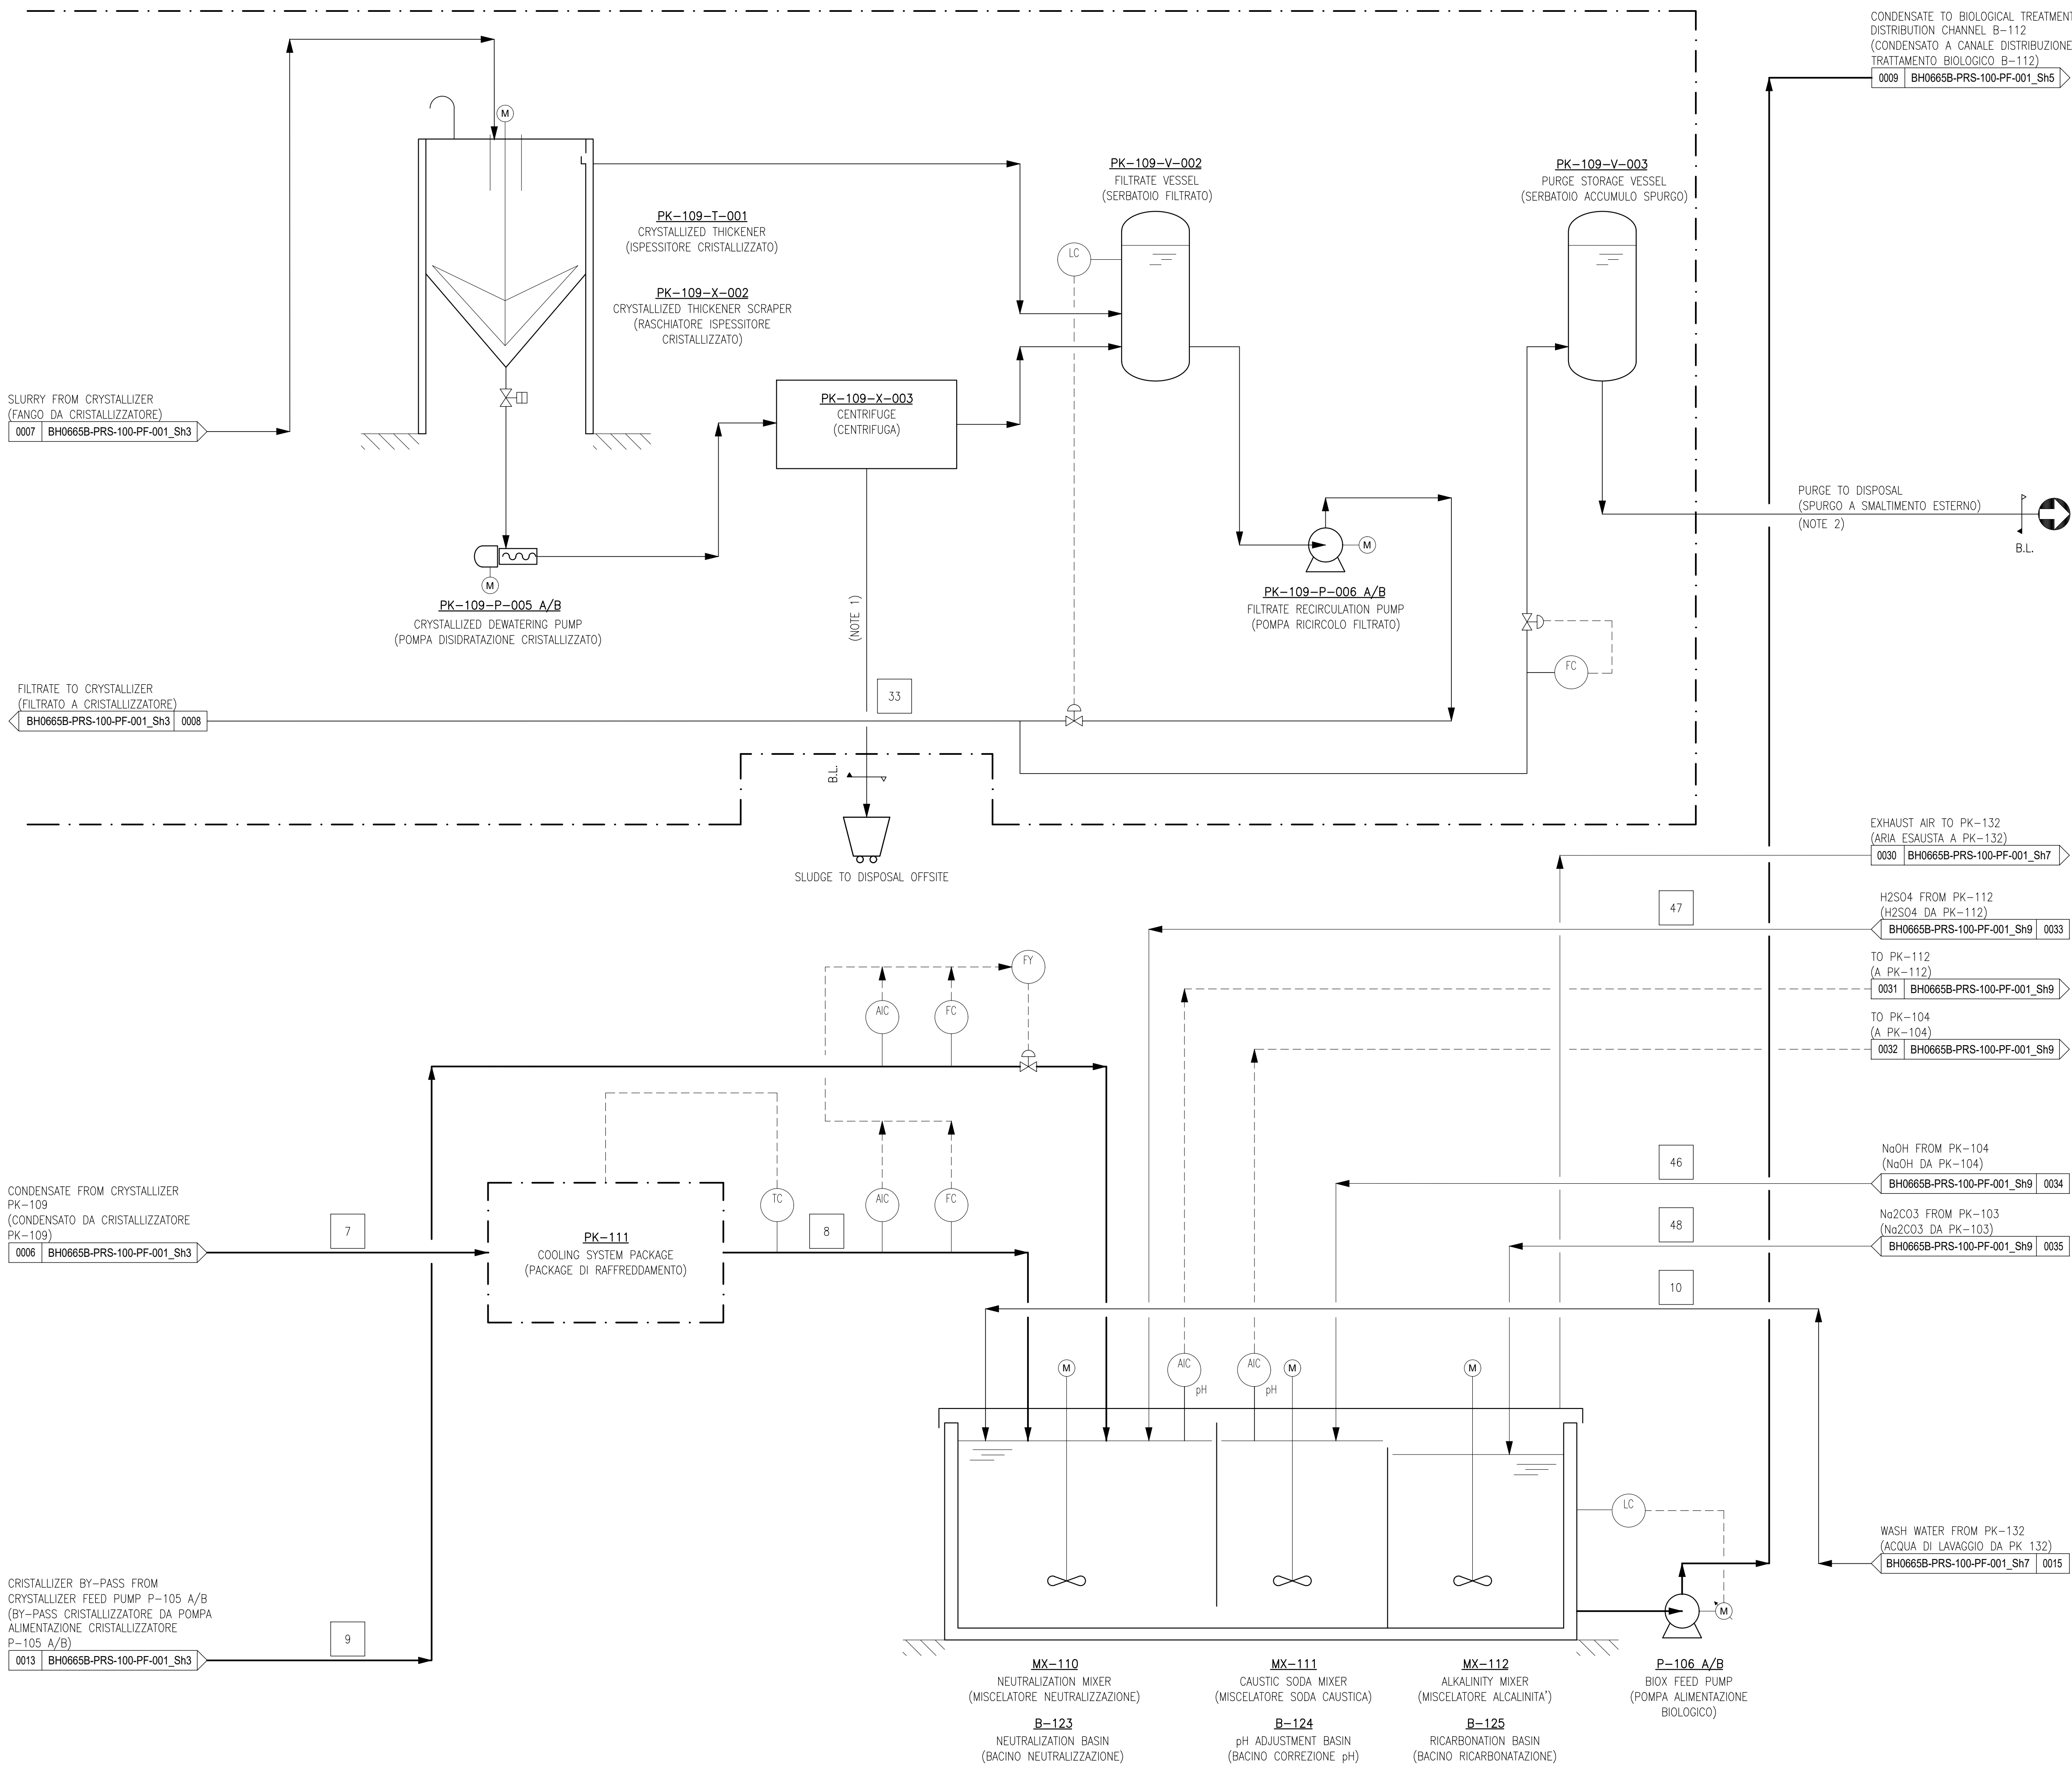 CONDENSATE TO BIOLOGICAL TREATMENT
DISTRIBUTION CHANNEL B-112
(CONDENSATO A CANALE DISTRIBUZIONE
TRATTAMENTO BIOLOGICO B-112)
0009 BH0665B-PRS-100-PF-001_Sh5
M
PK-109-T-001
CRYSTALLIZED THICKENER
(ISPESSITORE CRISTALLIZZATO)
PK-109-X-002
CRYSTALLIZED THICKENER SCRAPER
(RASCHIATORE ISPESSITORE
CRISTALLIZZATO)
PK-109-V-002
FILTRATE VESSEL
(SERBATOIO FILTRATO)
LC
PK-109-V-003
PURGE STORAGE VESSEL
(SERBATOIO ACCUMULO SPURGO)
SLURRY FROM CRYSTALLIZER
(FANGO DA CRISTALLIZZATORE)
0007 BH0665B-PRS-100-PF-001_Sh3
PK-109-X-003
CENTRIFUGE
(CENTRIFUGA)
PURGE TO DISPOSAL
(SPURGO A SMALTIMENTO ESTERNO)
(NOTE 2)
B.L.
M
PK-109-P-005 A/B
CRYSTALLIZED DEWATERING PUMP
(POMPA DISIDRATAZIONE CRISTALLIZZATO)
(NOTE 1)
M
PK-109-P-006 A/B
FILTRATE RECIRCULATION PUMP
(POMPA RICIRCOLO FILTRATO)
FC
FILTRATE TO CRYSTALLIZER
(FILTRATO A CRISTALLIZZATORE)
BH0665B-PRS-100-PF-001_Sh3 0008
33
B.L.
SLUDGE TO DISPOSAL OFFSITE
EXHAUST AIR TO PK-132
(ARIA ESAUSTA A PK-132)
0030 BH0665B-PRS-100-PF-001_Sh7
47
H2SO4 FROM PK-112
(H2SO4 DA PK-112)
BH0665B-PRS-100-PF-001_Sh9 0033
TO PK-112
(A PK-112)
0031 BH0665B-PRS-100-PF-001_Sh9
TO PK-104
(A PK-104)
0032 BH0665B-PRS-100-PF-001_Sh9
FY
AIC
FC
46
NaOH FROM PK-104
(NaOH DA PK-104)
BH0665B-PRS-100-PF-001_Sh9 0034
48
Na2CO3 FROM PK-103
(Na2CO3 DA PK-103)
BH0665B-PRS-100-PF-001_Sh9 0035
10
CONDENSATE FROM CRYSTALLIZER
PK-109
(CONDENSATO DA CRISTALLIZZATORE
PK-109)
0006 BH0665B-PRS-100-PF-001_Sh3
7
PK-111
COOLING SYSTEM PACKAGE
(PACKAGE DI RAFFREDDAMENTO)
TC
8
AIC
FC
M
AIC
pH
AIC
pH
M
M
LC
M
WASH WATER FROM PK-132
(ACQUA DI LAVAGGIO DA PK 132)
BH0665B-PRS-100-PF-001_Sh7 0015
CRISTALLIZER BY-PASS FROM
CRYSTALLIZER FEED PUMP P-105 A/B
(BY-PASS CRISTALLIZZATORE DA POMPA
ALIMENTAZIONE CRISTALLIZZATORE
P-105 A/B)
0013 BH0665B-PRS-100-PF-001_Sh3
9
MX-110
NEUTRALIZATION MIXER
(MISCELATORE NEUTRALIZZAZIONE)
B-123
NEUTRALIZATION BASIN
(BACINO NEUTRALIZZAZIONE)
MX-111
CAUSTIC SODA MIXER
(MISCELATORE SODA CAUSTICA)
B-124
pH ADJUSTMENT BASIN
(BACINO CORREZIONE pH)
MX-112
ALKALINITY MIXER
(MISCELATORE ALCALINITA')
B-125
RICARBONATION BASIN
(BACINO RICARBONATAZIONE)
P-106 A/B
BIOX FEED PUMP
(POMPA ALIMENTAZIONE
BIOLOGICO)